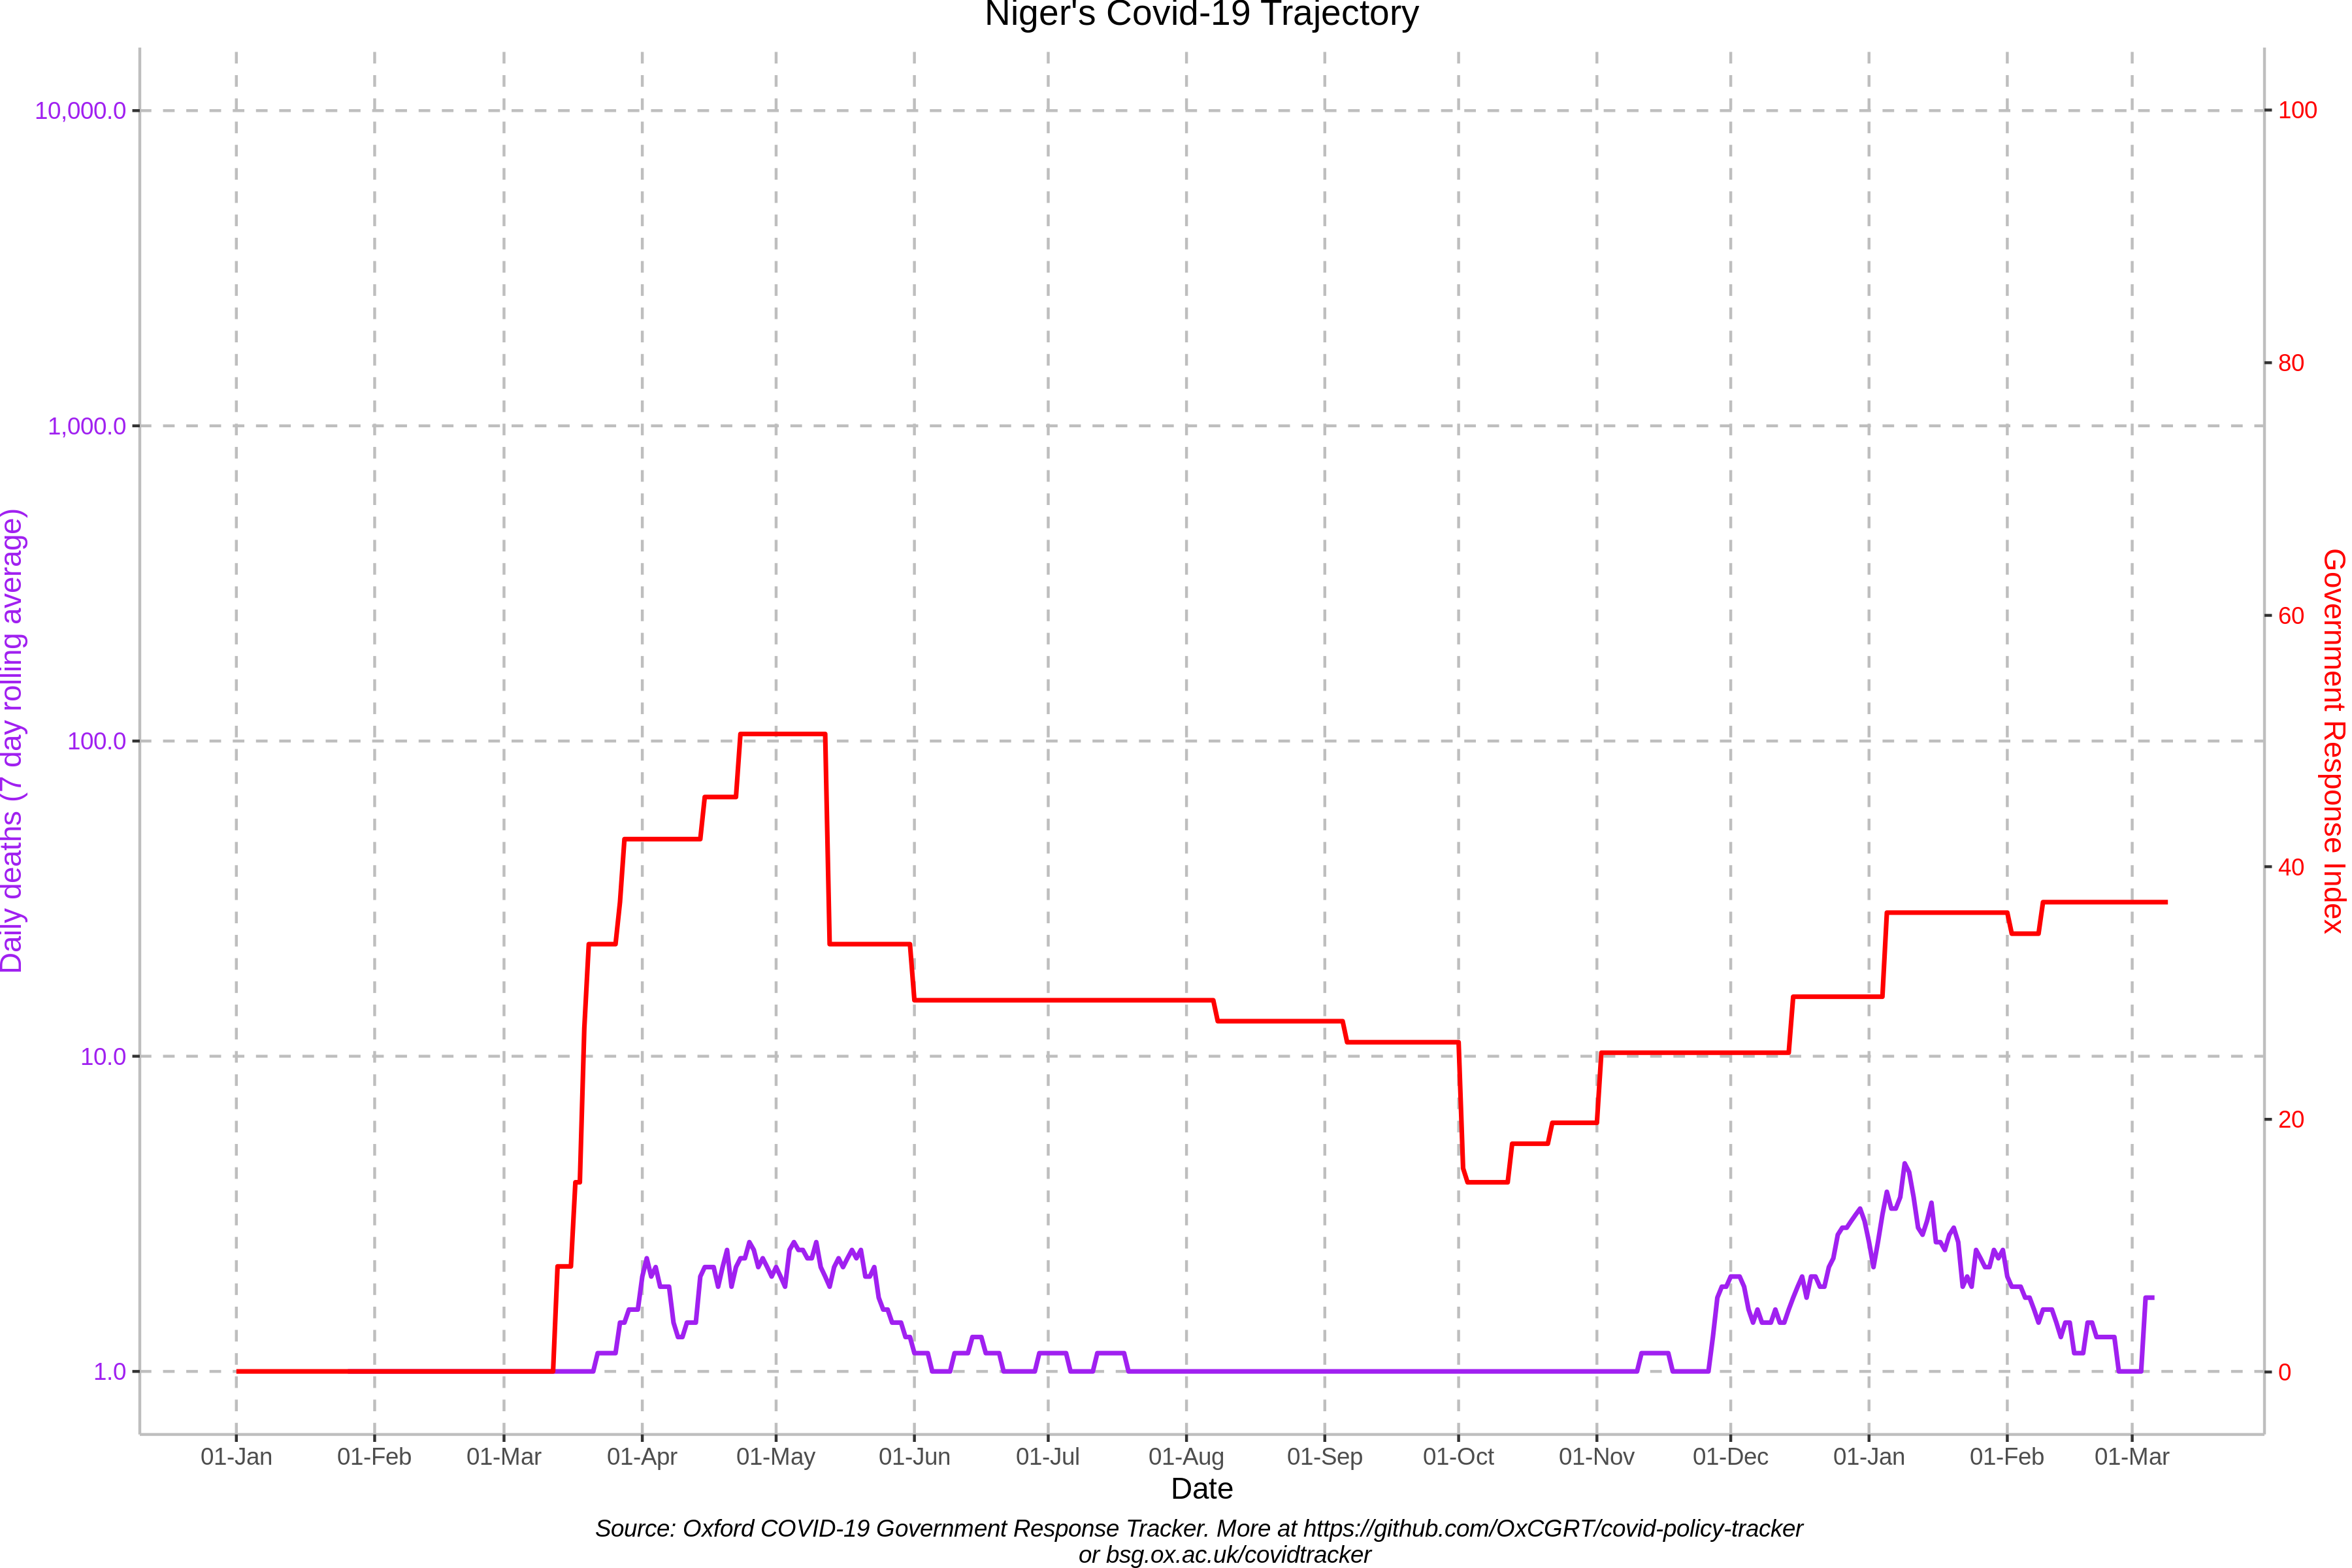 Niger's Covid-19 Trajectory
10,000.0
1,000.0
100.0
10.0
1.0
Daily deaths (7 day rolling average)
100
80
60
40
20
0
Government Response Index
01-Jan 01-Feb 01-Mar 01-Apr 01-May 01-Jun 01-Jul 01-Aug 01-Sep 01-Oct 01-Nov 01-Dec 01-Jan 01-Feb 01-Mar
Date
Source: Oxford COVID-19 Government Response Tracker. More at https://github.com/OxCGRT/covid-policy-tracker
or bsg.ox.ac.uk/covidtracker